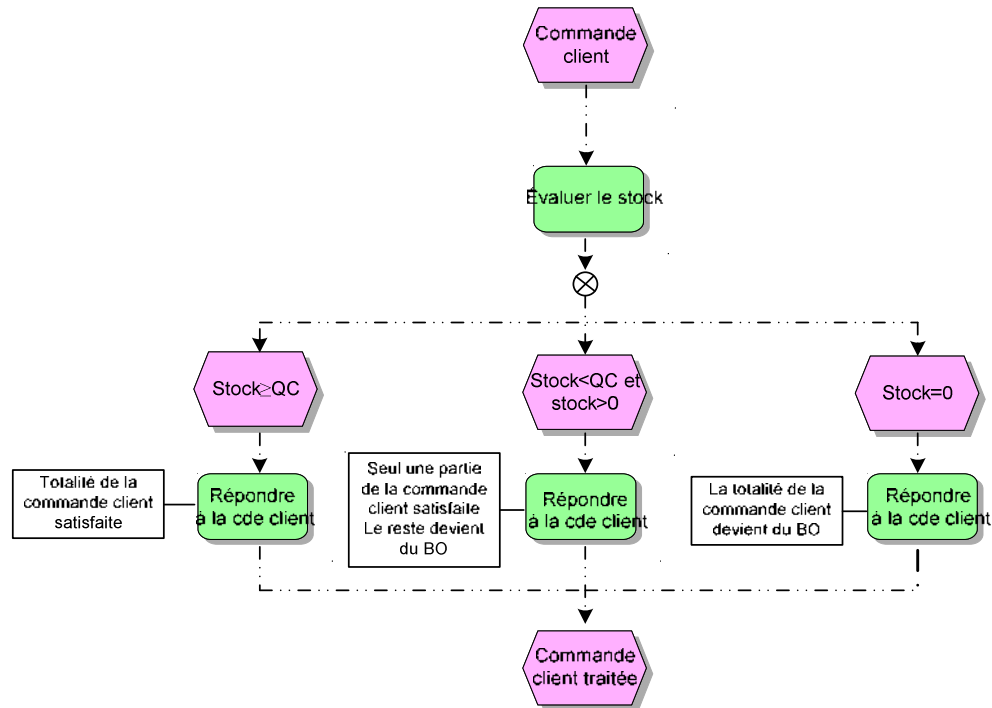 Commande
client
Évaluer le stock
Stock≥QC
Stock<QC et
stock>0
Stock=0
Totalité de la
commande client
satisfaite
Répondre
à la cde client
Seul une partie
de la commande
client satisfaite
Le reste devient
du BO
Répondre
à la cde client
La totalité de la
commande client
devient du BO
Répondre
à la cde client
Commande
client traitée